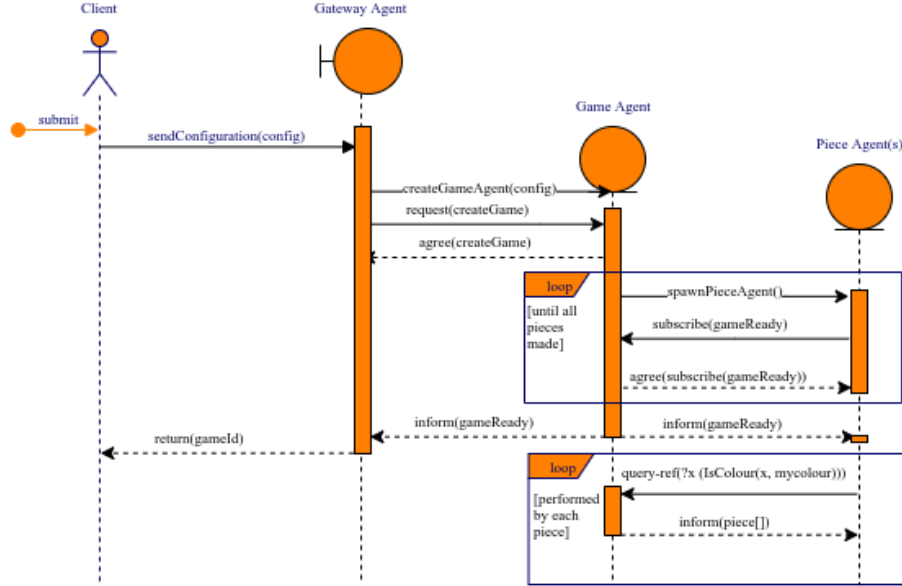 Client
Gateway Agent
Game Agent
Piece Agent(s)
submit
sendConfiguration(config)
createGameAgent(config)
request(createGame)
agree(createGame)
loop
[until all
pieces
made]
spawnPieceAgent()
subscribe(gameReady)
agree(subscribe(gameReady))
inform(gameReady)
inform(gameReady)
return(gameId)
loop
[performed
by each
piece]
query-ref(?x (IsColour(x, mycolour)))
inform(piece[])